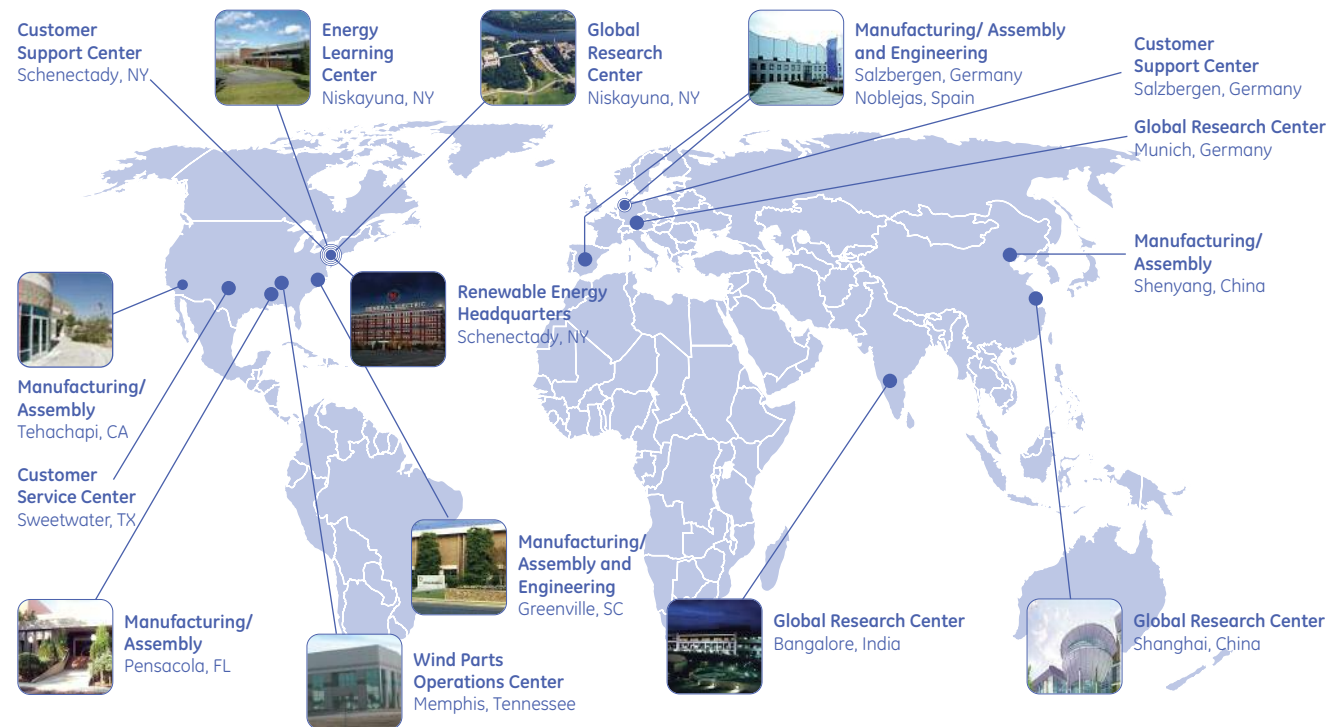 Customer
Support Center
Schenectady, NY
Energy
Learning
Center
Niskayuna, NY
Global
Research
Center
Niskayuna, NY
Manufacturing/ Assembly
and Engineering
Salzbergen, Germany
Noblejas, Spain
Customer
Support Center
Salzbergen, Germany
Global Research Center
Munich, Germany
Manufacturing/
Assembly
Shenyang, China
GENERAL ELECTRIC
Renewable Energy
Headquarters
Schenectady, NY
Manufacturing/
Assembly
Tehachapi, CA
Customer
Service Center
Sweetwater, TX
Manufacturing/
Assembly and
Engineering
Greenville, SC
Manufacturing/
Assembly
Pensacola, FL
Wind Parts
Operations Center
Memphis, Tennessee
Global Research Center
Bangalore, India
Global Research Center
Shanghai, China